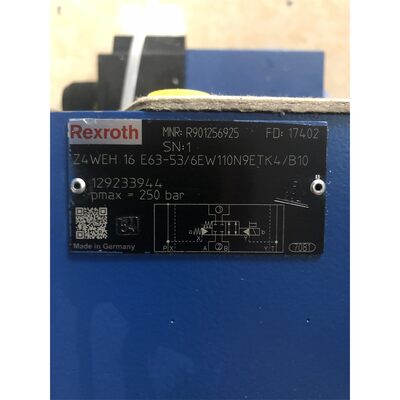 Rexroth
MNR: R901256925 FD: 17402
SN:1
Z4WEH 16 E63-53/6EW110N9ETK4/B10
129233944
pmax = 250 bar
Made in Germany
P X A B Y T
X Y
a b
7081